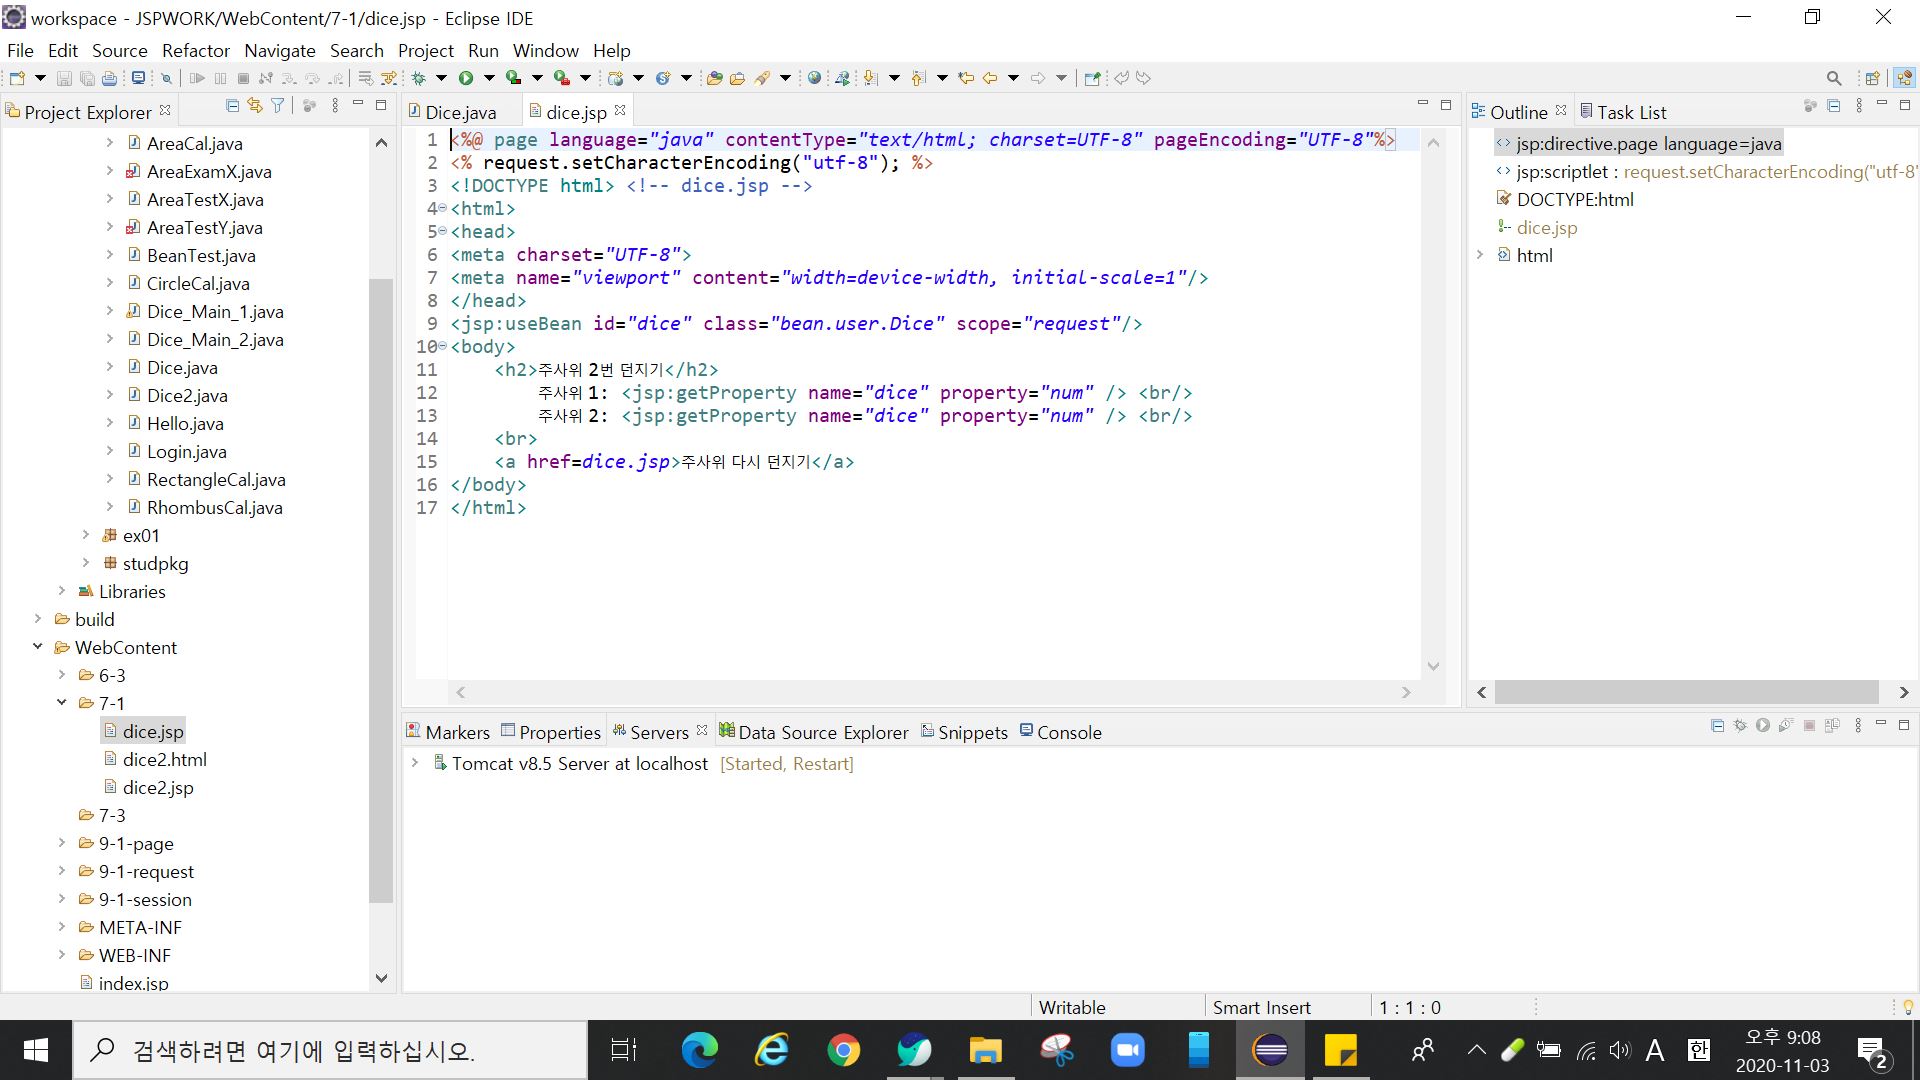 workspace - JSPWORK/WebContent/7-1/dice.jsp - Eclipse IDE
File Edit Source Refactor Navigate Search Project Run Window Help
Project Explorer
AreaCal.java
AreaExamX.java
AreaTestX.java
AreaTestY.java
BeanTest.java
CircleCal.java
Dice_Main_1.java
Dice_Main_2.java
Dice.java
Dice2.java
Hello.java
Login.java
RectangleCal.java
RhombusCal.java
ex01
studpkg
Libraries
build
WebContent
6-3
7-1
dice.jsp
dice2.html
dice2.jsp
7-3
9-1-page
9-1-request
9-1-session
META-INF
WEB-INF
index.jsp
Dice.java dice.jsp
1 <%@ page language="java" contentType="text/html; charset=UTF-8" pageEncoding="UTF-8"%>
2 <% request.setCharacterEncoding("utf-8"); %>
3 <!DOCTYPE html> <!-- dice.jsp -->
4 <html>
5 <head>
6 <meta charset="UTF-8">
7 <meta name="viewport" content="width=device-width, initial-scale=1"/>
8 </head>
9 <jsp:useBean id="dice" class="bean.user.Dice" scope="request"/>
10 <body>
11 <h2>주사위 2번 던지기</h2>
12 주사위 1: <jsp:getProperty name="dice" property="num" /> <br/>
13 주사위 2: <jsp:getProperty name="dice" property="num" /> <br/>
14 <br>
15 <a href=dice.jsp>주사위 다시 던지기</a>
16 </body>
17 </html>
Outline Task List
jsp:directive.page language=java
jsp:scriptlet : request.setCharacterEncoding("utf-8"
DOCTYPE:html
dice.jsp
html
Markers Properties Servers Data Source Explorer Snippets Console
Tomcat v8.5 Server at localhost [Started, Restart]
Writable Smart Insert 1 : 1 : 0
검색하려면 여기에 입력하십시오.
A 한
오후 9:08
2020-11-03
2